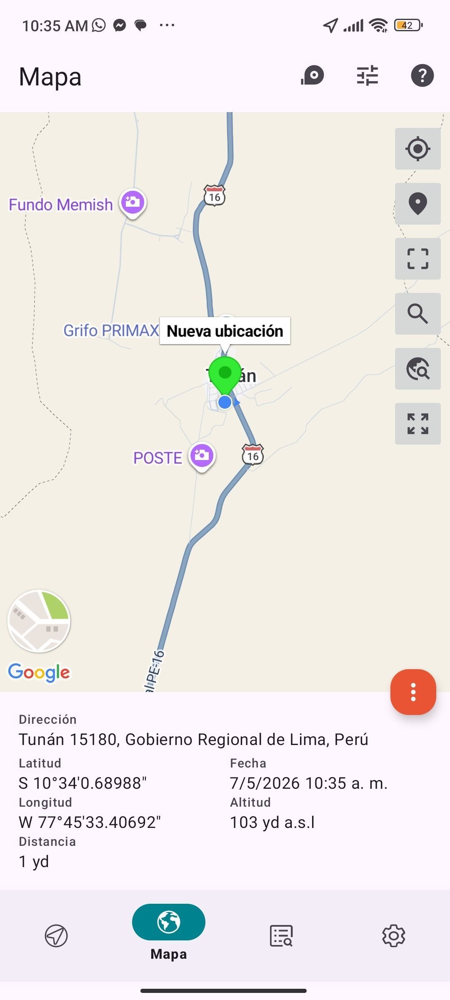 10:35 AM
42
Mapa
16
Fundo Memish
Grifo PRIMAX
Nueva ubicación
POSTE
16
PE-16
Google
Dirección
Tunán 15180, Gobierno Regional de Lima, Perú
Latitud
Fecha
S 10°34'0.68988"
7/5/2026 10:35 a. m.
Longitud
Altitud
W 77°45'33.40692"
103 yd a.s.l
Distancia
1 yd
Mapa